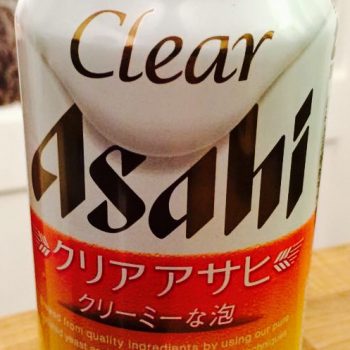 Clear
Asahi
クリア アサヒ
クリーミーな泡
from quality ingredients by using our pure
yeast